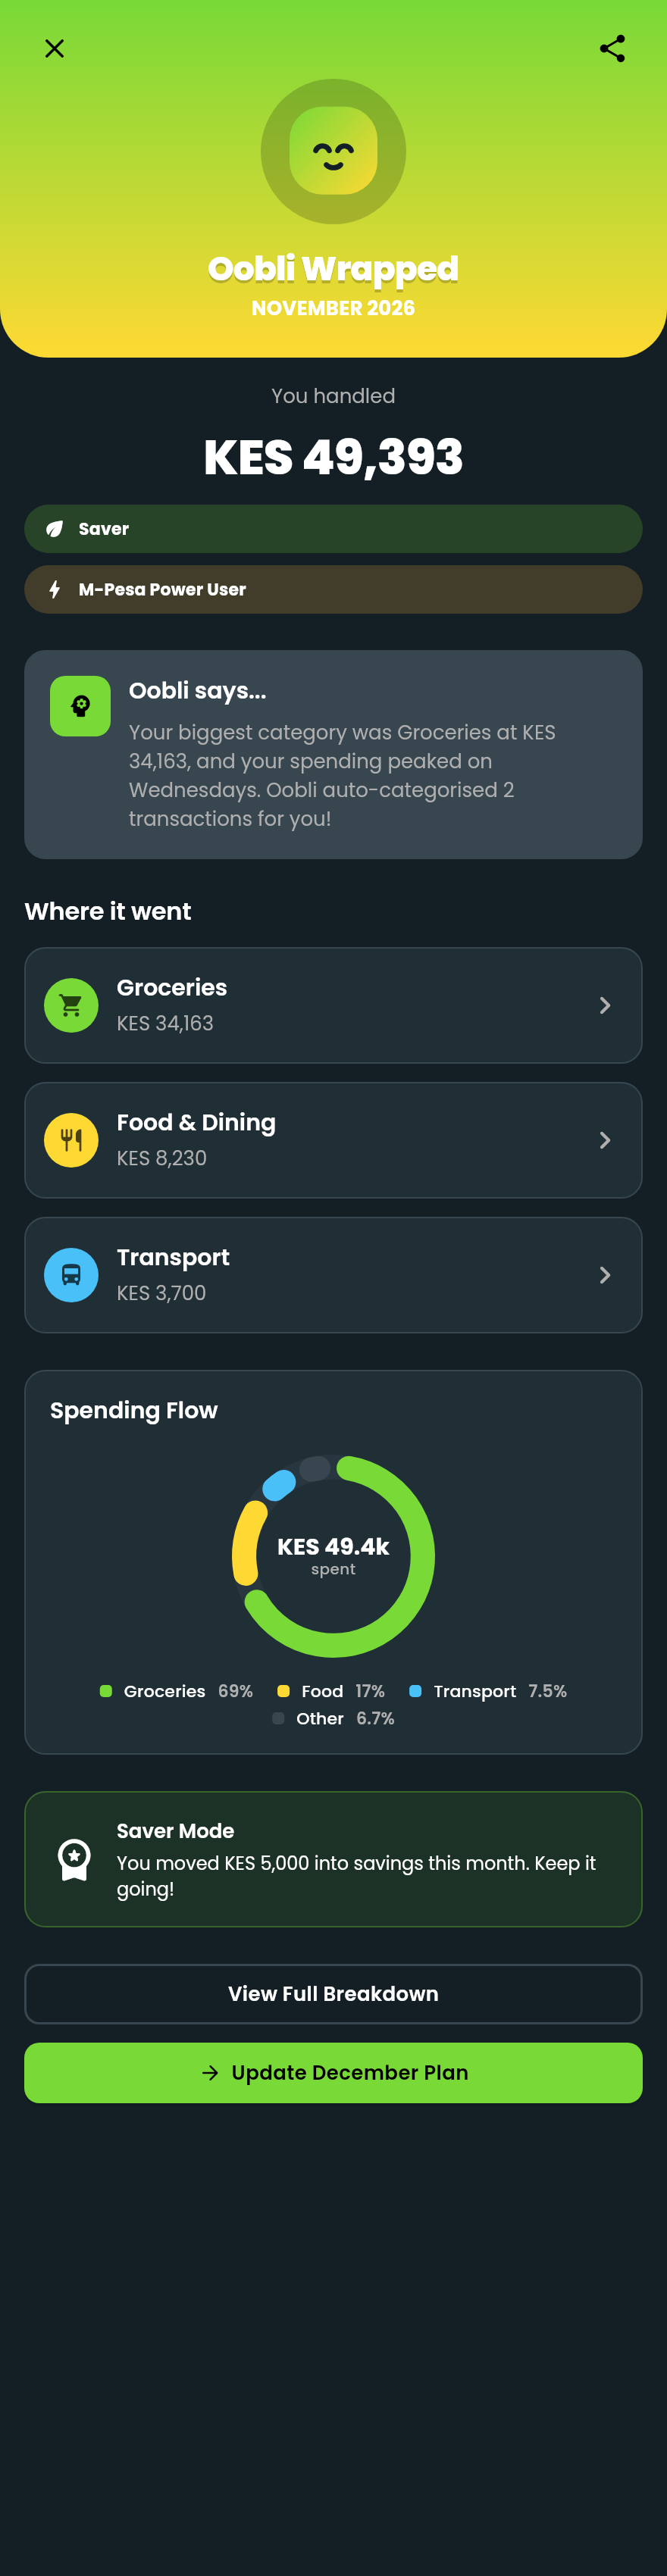 Oobli Wrapped
NOVEMBER 2026
You handled
KES 49,393
Saver
M-Pesa Power User
Oobli says...
Your biggest category was Groceries at KES
34,163, and your spending peaked on
Wednesdays. Oobli auto-categorised 2
transactions for you!
Where it went
Groceries
KES 34,163
Food & Dining
KES 8,230
Transport
KES 3,700
Spending Flow
KES 49.4k
spent
Groceries 69% Food 17% Transport 7.5%
Other 6.7%
Saver Mode
You moved KES 5,000 into savings this month. Keep it
going!
View Full Breakdown
Update December Plan